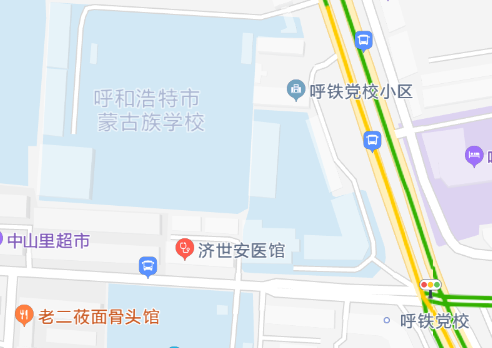 呼和浩特市
蒙古族学校
呼铁党校小区
中山里超市
济世安医馆
老二莜面骨头馆
呼铁党校